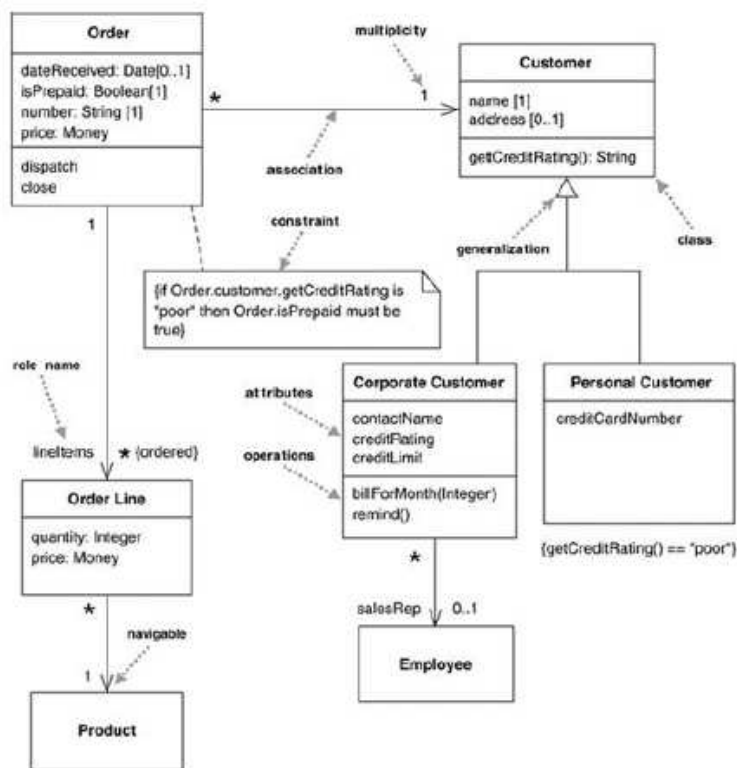 Order
dateReceived: Date[0..1]
isPrepaid: Boolean[1]
number: String [1]
price: Money
dispatch
close
multiplicity
*
1
association
Customer
name [1]
address [0..1]
getCreditRating(): String
class
generalization
1
constraint
{if Order.customer.getCreditRating is
"poor" then Order.isPrepaid must be
true}
role name
lineItems
* {ordered}
attributes
operations
Corporate Customer
contactName
creditRating
creditLimit
billForMonth(Integer)
remind()
Personal Customer
creditCardNumber
{getCreditRating() == "poor"}
Order Line
quantity: Integer
price: Money
*
navigable
1
Product
*
salesRep
0..1
Employee